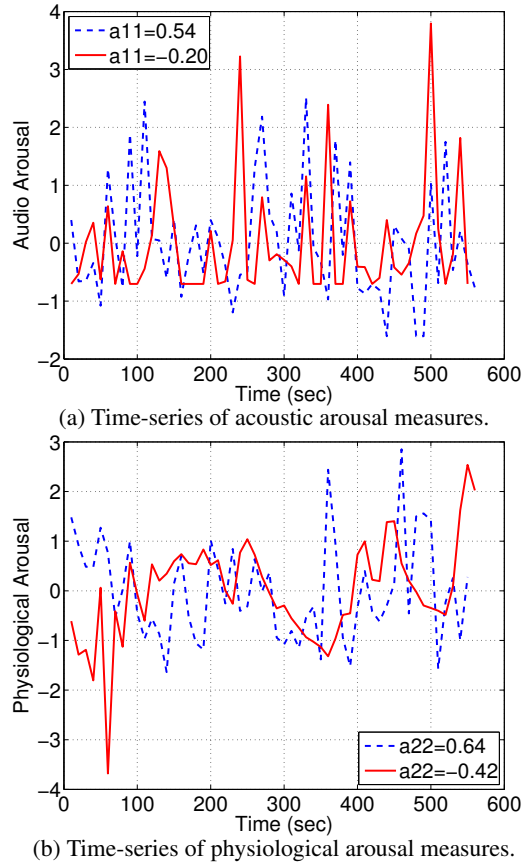 4
3
2
1
0
−1
−2
Audio Arousal
a11=0.54
a11=−0.20
0 100 200 300 400 500 600
Time (sec)
(a) Time-series of acoustic arousal measures.
3
2
1
0
−1
−2
−3
−4
Physiological Arousal
a22=0.64
a22=−0.42
0 100 200 300 400 500 600
Time (sec)
(b) Time-series of physiological arousal measures.